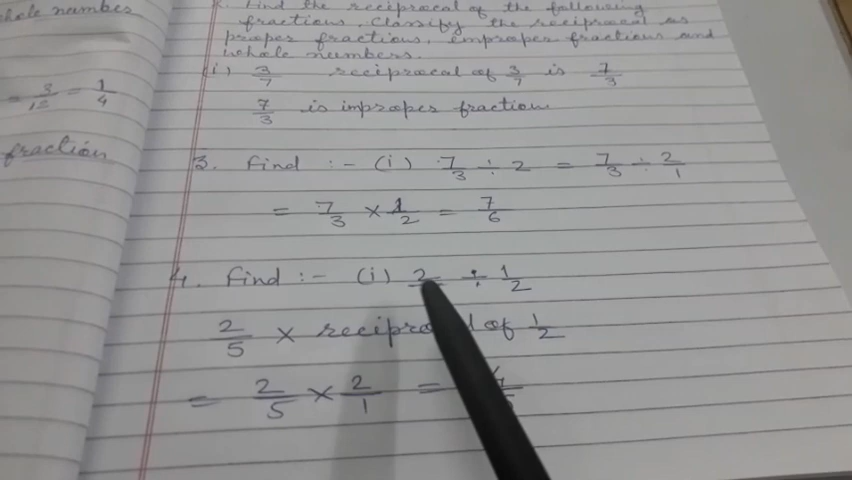 hole number
= 3/12 = 1/4
fraction
Find the reciprocal of the following
fractions. Classify the reciprocal as
proper fractions, improper fractions and
whole numbers.
(i) 3/7 reciprocal of 3/7 is 7/3
7/3 is improper fraction
3. Find :- (i) 7/3 ÷ 2 = 7/3 ÷ 2/1
= 7/3 × 1/2 = 7/6
4. Find :- (i) 2 ÷ 1/2
2/5 × reciprocal of 1/2
= 2/5 × 2/1 = 4